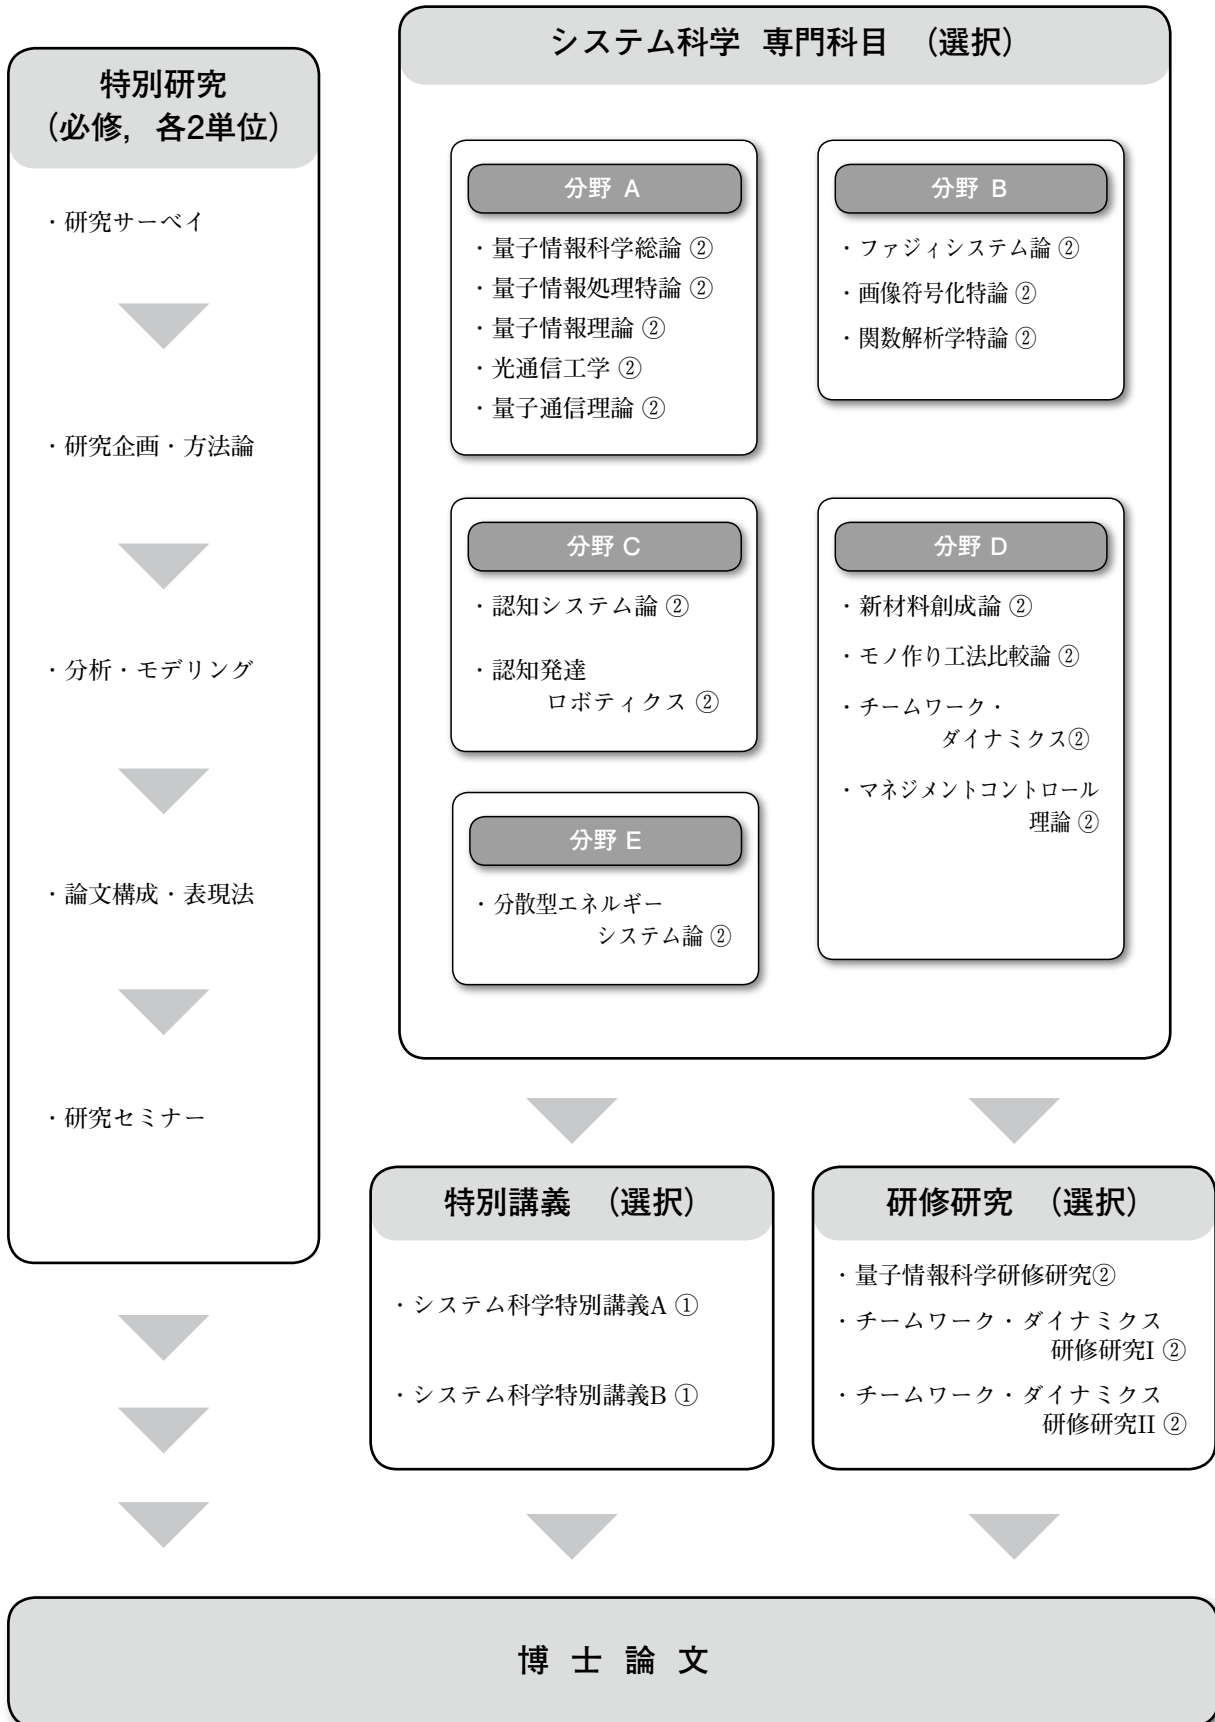 特別研究
(必修, 各2単位)
・研究サーベイ
・研究企画・方法論
・分析・モデリング
・論文構成・表現法
・研究セミナー
システム科学 専門科目 (選択)
分野 A
・量子情報科学総論 ②
・量子情報処理特論 ②
・量子情報理論 ②
・光通信工学 ②
・量子通信理論 ②
分野 B
・ファジィシステム論 ②
・画像符号化特論 ②
・関数解析学特論 ②
分野 C
・認知システム論 ②
・認知発達
ロボティクス ②
分野 D
・新材料創成論 ②
・モノ作り工法比較論 ②
・チームワーク・
ダイナミクス②
・マネジメントコントロール
理論 ②
分野 E
・分散型エネルギー
システム論 ②
特別講義 (選択)
・システム科学特別講義A ①
・システム科学特別講義B ①
研修研究 (選択)
・量子情報科学研修研究②
・チームワーク・ダイナミクス
研修研究I ②
・チームワーク・ダイナミクス
研修研究II ②
博 士 論 文